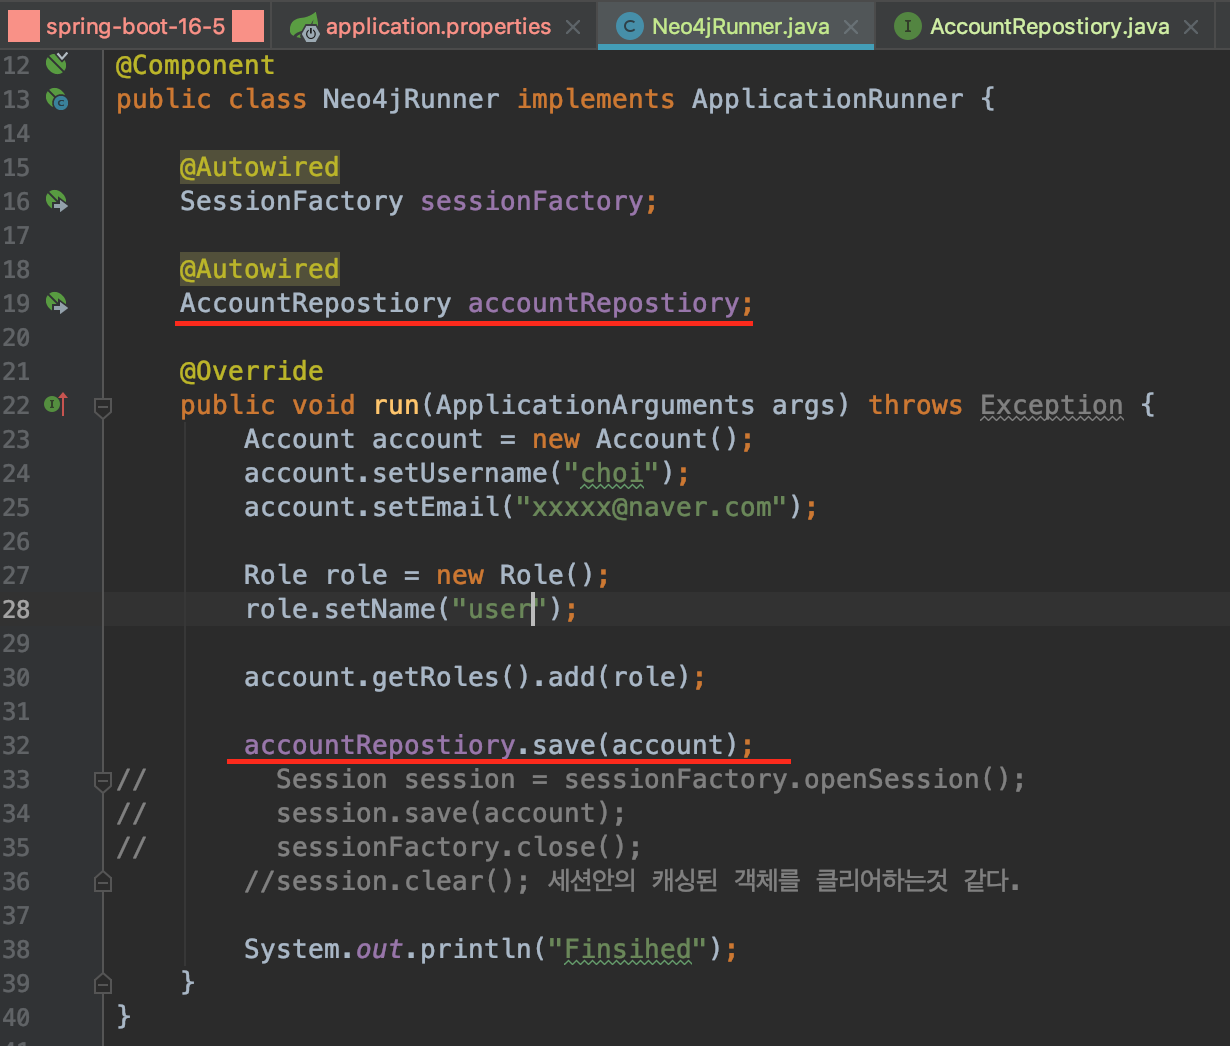 spring-boot-16-5 application.properties Neo4jRunner.java AccountRepostiory.java
12 @Component
13 public class Neo4jRunner implements ApplicationRunner {
14
15 @Autowired
16 SessionFactory sessionFactory;
17
18 @Autowired
19 AccountRepostiory accountRepostiory;
20
21 @Override
22 public void run(ApplicationArguments args) throws Exception {
23 Account account = new Account();
24 account.setUsername("choi");
25 account.setEmail("xxxxx@naver.com");
26
27 Role role = new Role();
28 role.setName("user");
29
30 account.getRoles().add(role);
31
32 accountRepostiory.save(account);
33 // Session session = sessionFactory.openSession();
34 // session.save(account);
35 // sessionFactory.close();
36 //session.clear(); 세션안의 캐싱된 객체를 클리어하는것 같다.
37
38 System.out.println("Finsihed");
39 }
40 }